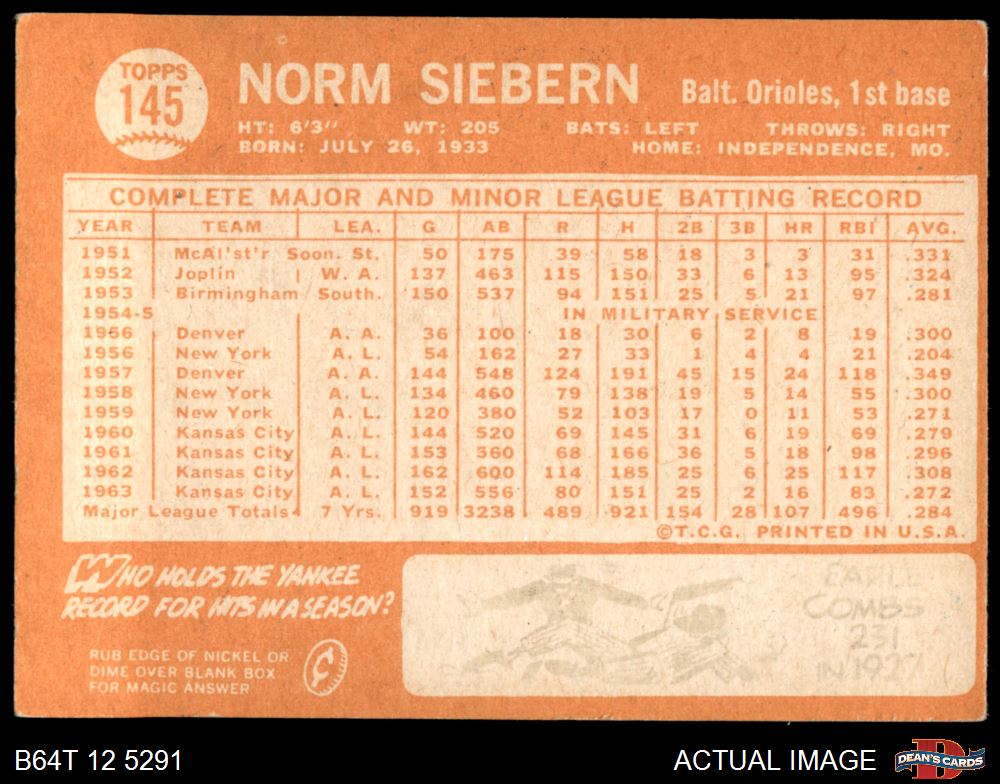 TOPPS
145
NORM SIEBERN
Balt. Orioles, 1st base
HT: 6'3" WT: 205 BATS: LEFT THROWS: RIGHT
BORN: JULY 26, 1933 HOME: INDEPENDENCE, MO.
COMPLETE MAJOR AND MINOR LEAGUE BATTING RECORD
YEAR TEAM LEA. G AB R H 2B 3B HR RBI AVG.
1951 McAl'st'r Soon. St. 50 175 39 58 18 3 3 31 .331
1952 Joplin W. A. 137 463 115 150 33 6 13 95 .324
1953 Birmingham South. 150 537 94 151 25 5 21 97 .281
1954-5 IN MILITARY SERVICE
1956 Denver A. A. 36 100 18 30 6 2 8 19 .300
1956 New York A. L. 54 162 27 33 1 4 4 21 .204
1957 Denver A. A. 144 548 124 191 45 15 24 118 .349
1958 New York A. L. 134 460 79 138 19 5 14 55 .300
1959 New York A. L. 120 380 52 103 17 0 11 53 .271
1960 Kansas City A. L. 144 520 69 145 31 6 19 69 .279
1961 Kansas City A. L. 153 560 68 166 36 5 18 98 .296
1962 Kansas City A. L. 162 600 114 185 25 6 25 117 .308
1963 Kansas City A. L. 152 556 80 151 25 2 16 83 .272
Major League Totals 7 Yrs. 919 3238 489 921 154 28 107 496 .284
©T.C.G. PRINTED IN U.S.A.
WHO HOLDS THE YANKEE
RECORD FOR HITS IN A SEASON?
RUB EDGE OF NICKEL OR
DIME OVER BLANK BOX
FOR MAGIC ANSWER
EARLE
COMBS
231
IN 1927
B64T 12 5291
ACTUAL IMAGE
DEAN'S CARDS